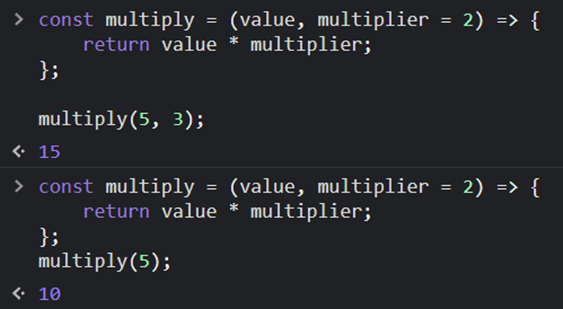 > const multiply = (value, multiplier = 2) => {
    return value * multiplier;
};

multiply(5, 3);
<· 15
> const multiply = (value, multiplier = 2) => {
    return value * multiplier;
};
multiply(5);
<· 10